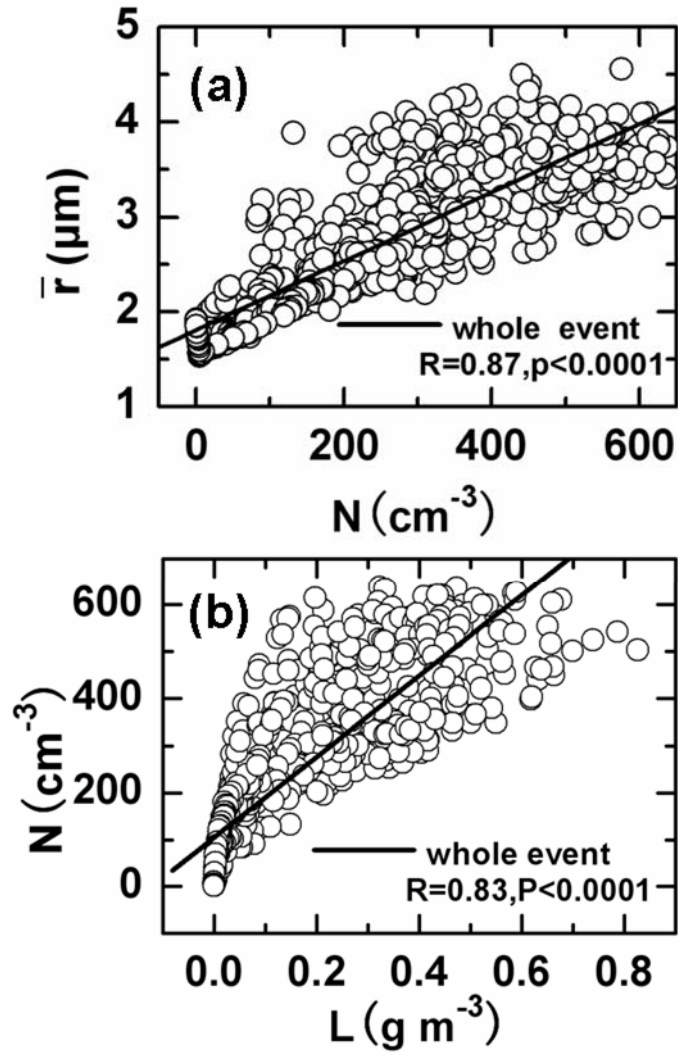 5
4
3
2
1
(a)
r̄ (μm)
whole event
R=0.87,p<0.0001
0 200 400 600
N (cm⁻³)
600
400
200
0
(b)
N (cm⁻³)
whole event
R=0.83,P<0.0001
0.0 0.2 0.4 0.6 0.8
L (g m⁻³)